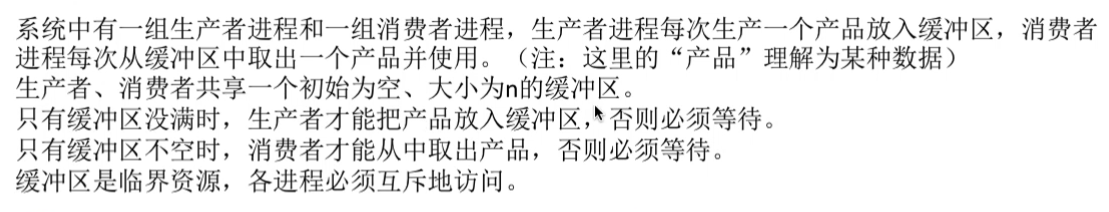 系统中有一组生产者进程和一组消费者进程，生产者进程每次生产一个产品放入缓冲区，消费者
进程每次从缓冲区中取出一个产品并使用。（注：这里的“产品”理解为某种数据）
生产者、消费者共享一个初始为空、大小为n的缓冲区。
只有缓冲区没满时，生产者才能把产品放入缓冲区，否则必须等待。
只有缓冲区不空时，消费者才能从中取出产品，否则必须等待。
缓冲区是临界资源，各进程必须互斥地访问。